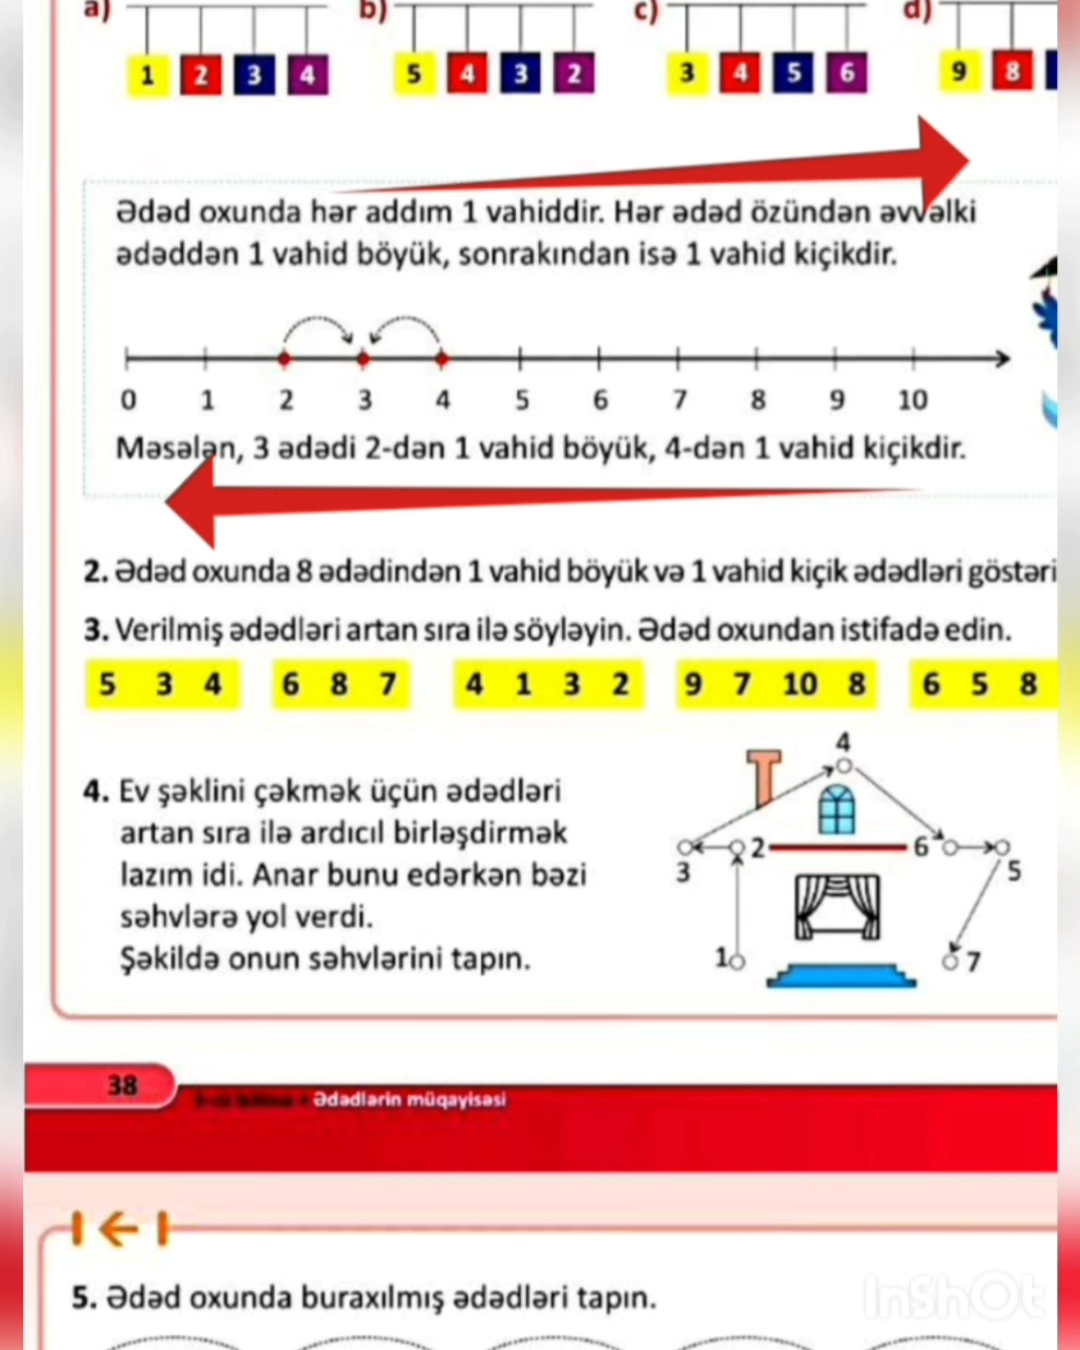 a) b) c) d)
1 2 3 4 5 4 3 2 3 4 5 6 9 8
Ədəd oxunda hər addım 1 vahiddir. Hər ədəd özündən əvvəlki
ədəddən 1 vahid böyük, sonrakından isə 1 vahid kiçikdir.
0 1 2 3 4 5 6 7 8 9 10
Məsələn, 3 ədədi 2-dən 1 vahid böyük, 4-dən 1 vahid kiçikdir.
2. Ədəd oxunda 8 ədədindən 1 vahid böyük və 1 vahid kiçik ədədləri göstəri
3. Verilmiş ədədləri artan sıra ilə söyləyin. Ədəd oxundan istifadə edin.
5 3 4 6 8 7 4 1 3 2 9 7 10 8 6 5 8
4. Ev şəklini çəkmək üçün ədədləri
artan sıra ilə ardıcıl birləşdirmək
lazım idi. Anar bunu edərkən bəzi
səhvlərə yol verdi.
Şəkildə onun səhvlərini tapın.
4
2 6
3 5
1 7
38
Ədədlərin müqayisəsi
5. Ədəd oxunda buraxılmış ədədləri tapın.
InShOt